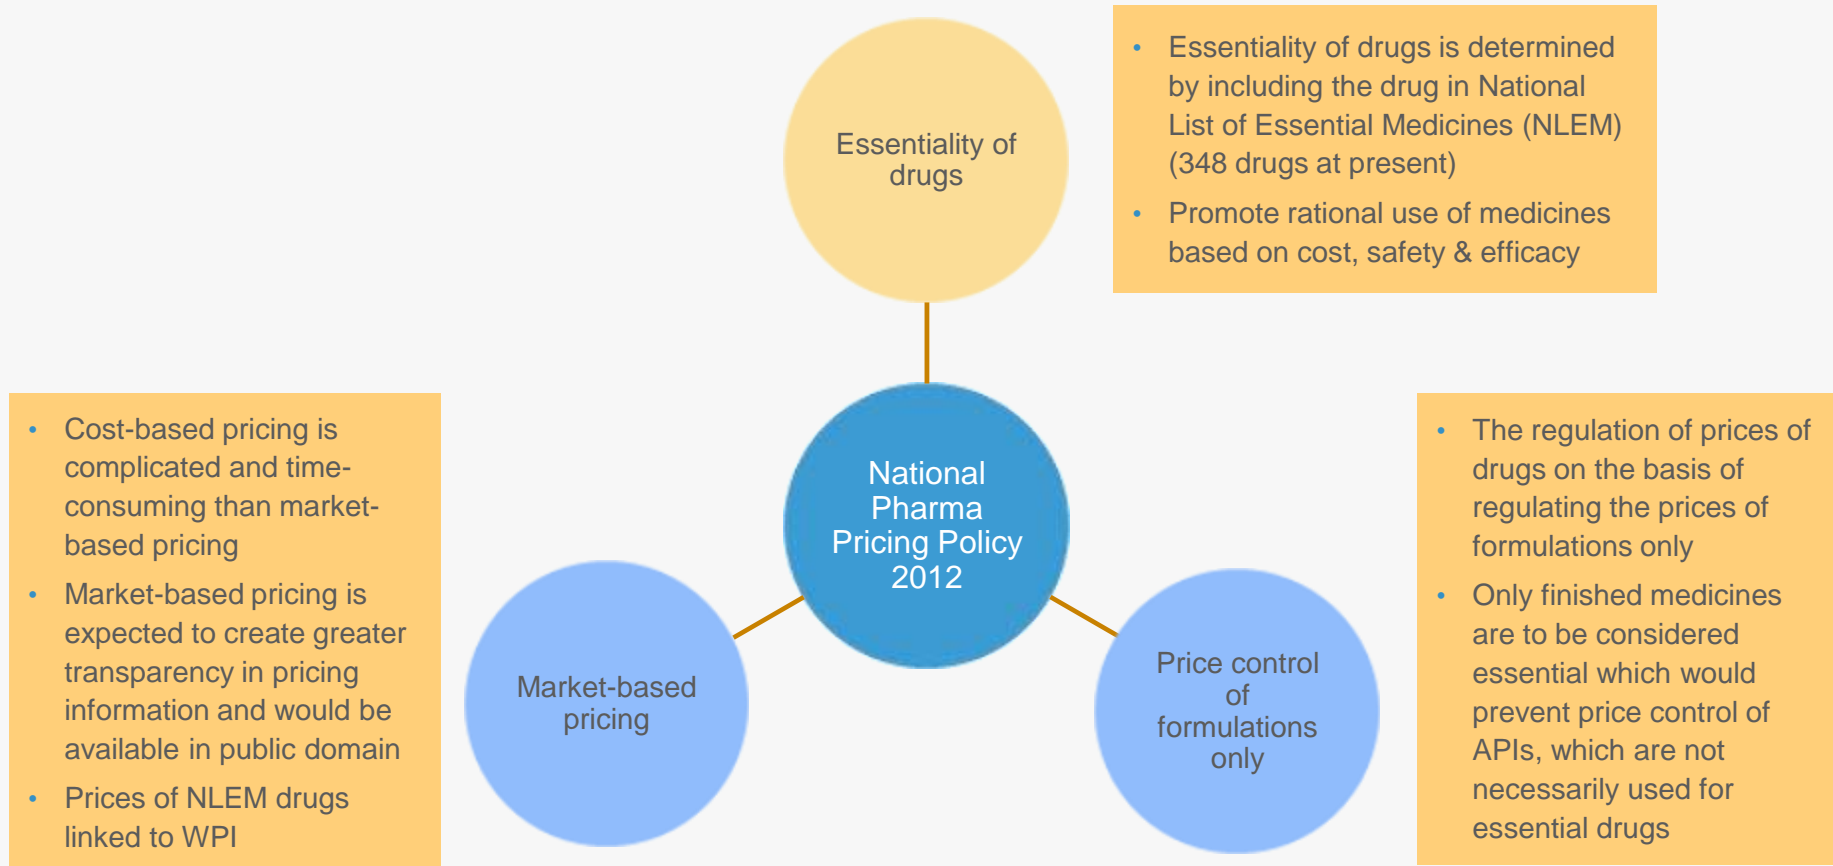 Essentiality of
drugs
• Essentiality of drugs is determined
by including the drug in National
List of Essential Medicines (NLEM)
(348 drugs at present)
• Promote rational use of medicines
based on cost, safety & efficacy
National
Pharma
Pricing Policy
2012
• Cost-based pricing is
complicated and time-
consuming than market-
based pricing
• Market-based pricing is
expected to create greater
transparency in pricing
information and would be
available in public domain
• Prices of NLEM drugs
linked to WPI
Market-based
pricing
Price control
of
formulations
only
• The regulation of prices of
drugs on the basis of
regulating the prices of
formulations only
• Only finished medicines
are to be considered
essential which would
prevent price control of
APIs, which are not
necessarily used for
essential drugs